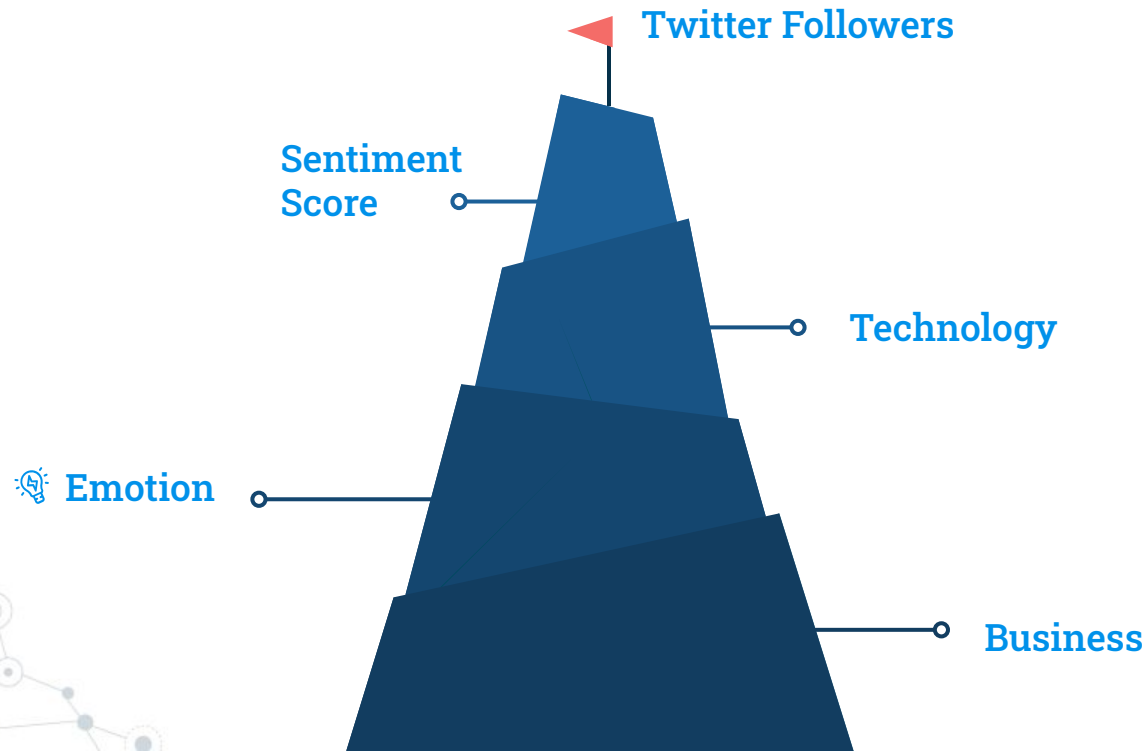 Twitter Followers
Sentiment
Score
Technology
Emotion
Business